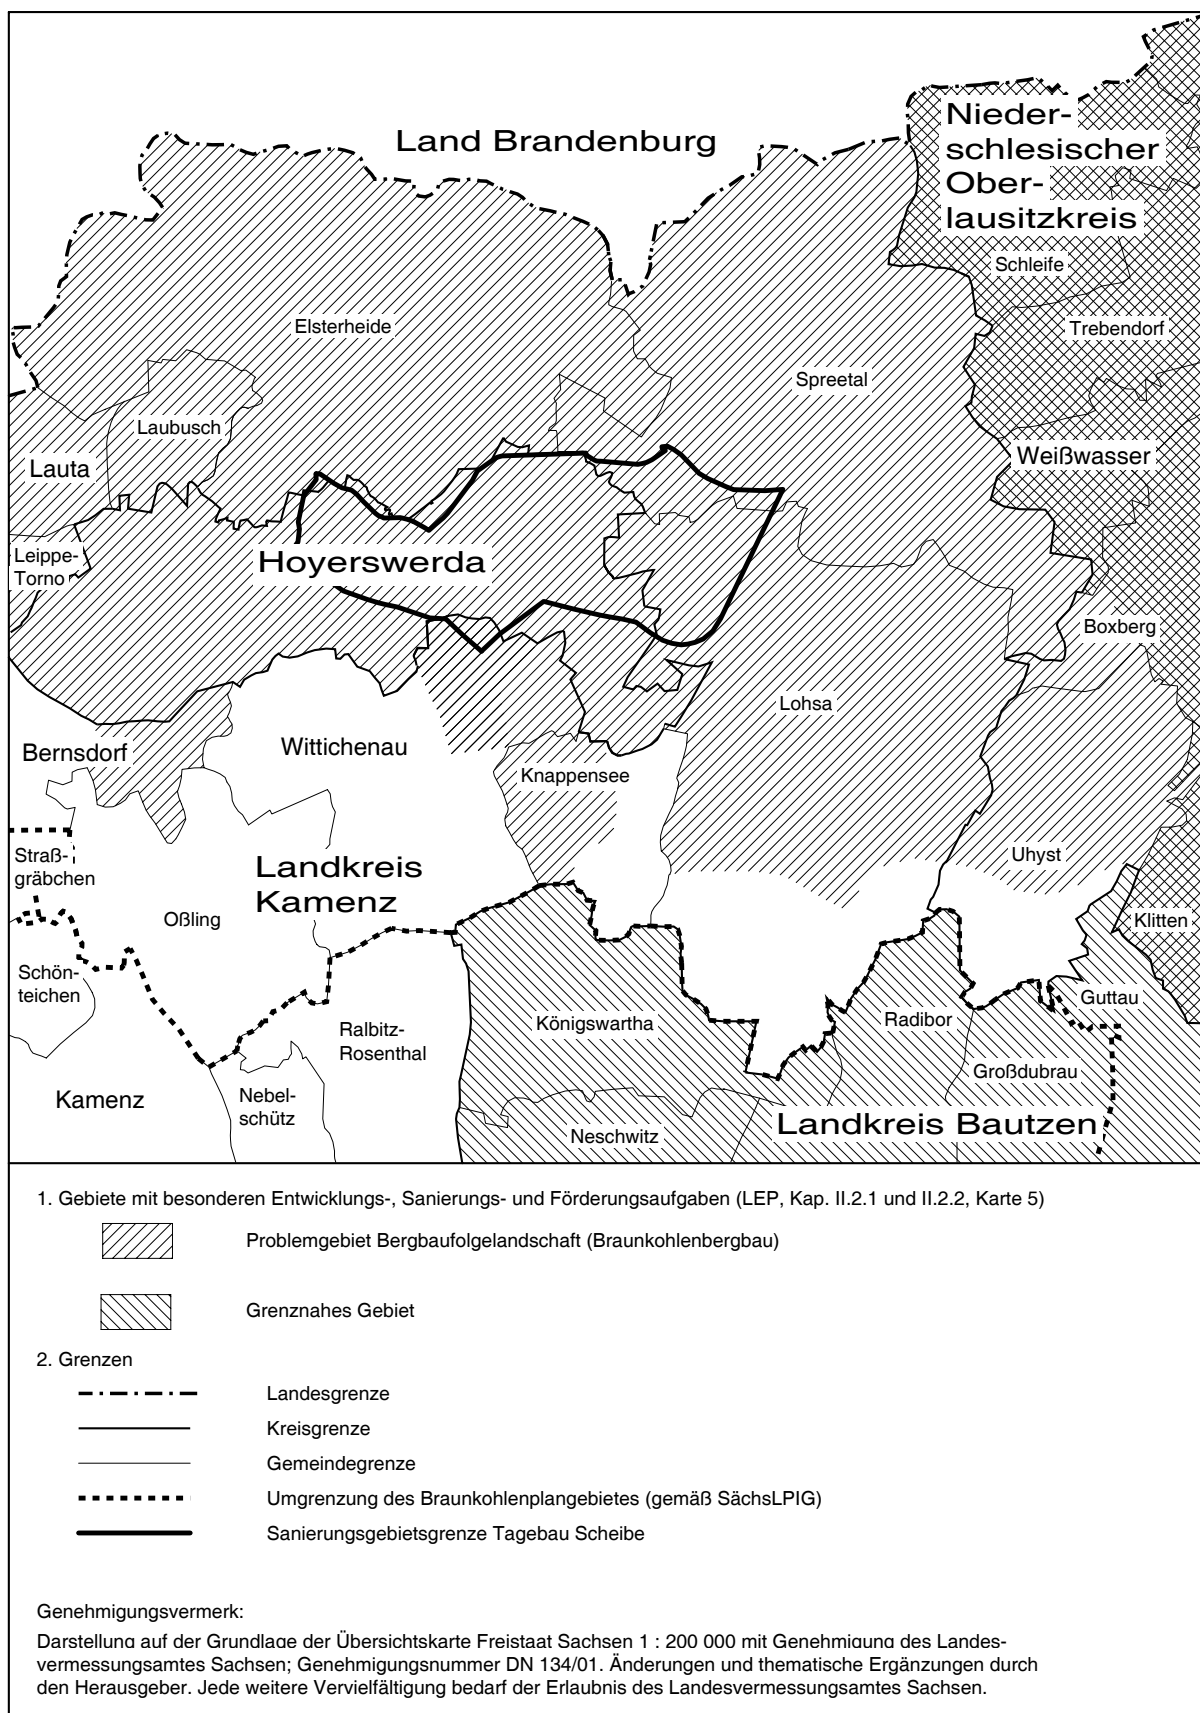 Land Brandenburg
Nieder-
schlesischer
Ober-
lausitzkreis
Schleife
Elsterheide
Trebendorf
Spreetal
Laubusch
Lauta
Weißwasser
Leippe-
Torno
Hoyerswerda
Boxberg
Lohsa
Bernsdorf
Wittichenau
Knappensee
Straß-
gräbchen
Landkreis
Kamenz
Uhyst
Oßling
Klitten
Schön-
teichen
Guttau
Königswartha
Radibor
Ralbitz-
Rosenthal
Großdubrau
Kamenz
Nebel-
schütz
Neschwitz
Landkreis Bautzen
1. Gebiete mit besonderen Entwicklungs-, Sanierungs- und Förderungsaufgaben (LEP, Kap. II.2.1 und II.2.2, Karte 5)
Problemgebiet Bergbaufolgelandschaft (Braunkohlenbergbau)
Grenznahes Gebiet
2. Grenzen
Landesgrenze
Kreisgrenze
Gemeindegrenze
Umgrenzung des Braunkohlenplangebietes (gemäß SächsLPlG)
Sanierungsgebietsgrenze Tagebau Scheibe
Genehmigungsvermerk:
Darstellung auf der Grundlage der Übersichtskarte Freistaat Sachsen 1 : 200 000 mit Genehmigung des Landes-
vermessungsamtes Sachsen; Genehmigungsnummer DN 134/01. Änderungen und thematische Ergänzungen durch
den Herausgeber. Jede weitere Vervielfältigung bedarf der Erlaubnis des Landesvermessungsamtes Sachsen.